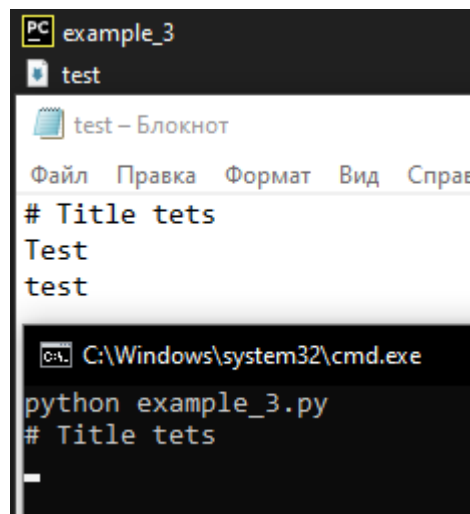 PC example_3
test
test – Блокнот
Файл Правка Формат Вид Справ
# Title tets
Test
test
C:\Windows\system32\cmd.exe
python example_3.py
# Title tets